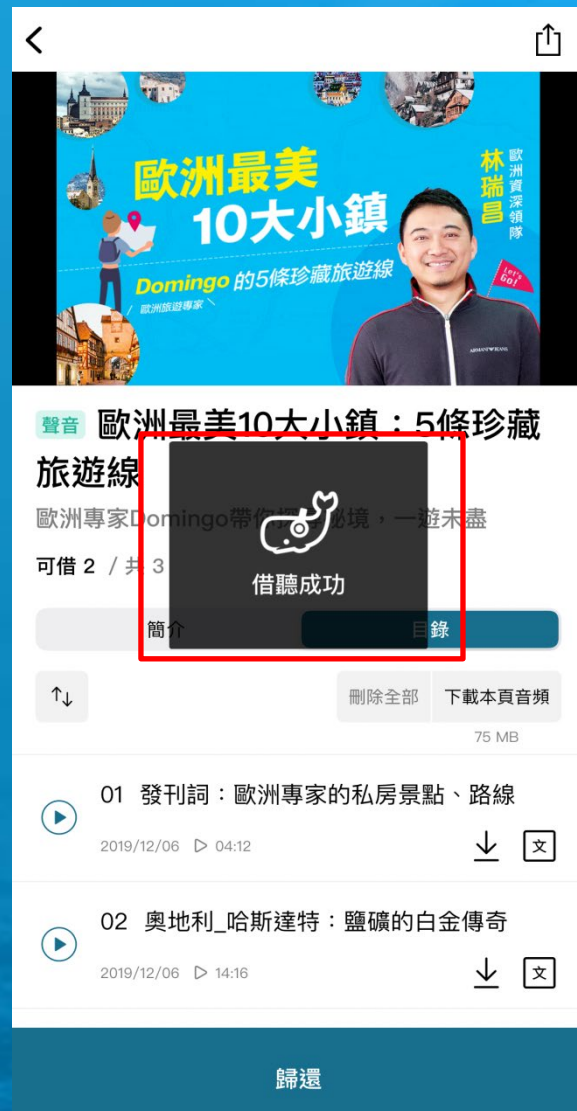 歐洲最美
10大小鎮
Domingo 的5條珍藏旅遊線
歐洲旅遊專家
林瑞昌
歐洲資深領隊
Let's GO!
ARMANI JEANS
聲音 歐洲最美10大小鎮：5條珍藏
旅遊線
歐洲專家Domingo帶你探尋秘境，一遊未盡
可借 2 / 共 3
借聽成功
簡介
目錄
刪除全部 下載本頁音頻
75 MB
01 發刊詞：歐洲專家的私房景點、路線
2019/12/06 04:12
文
02 奧地利_哈斯達特：鹽礦的白金傳奇
2019/12/06 14:16
文
歸還